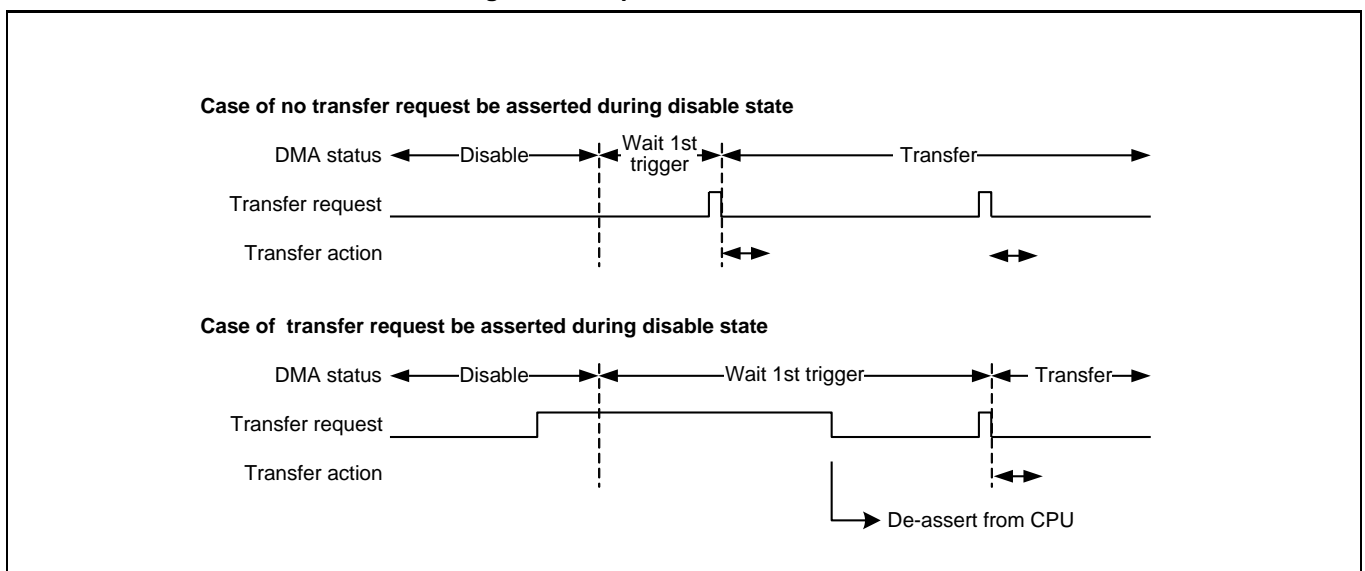 Case of no transfer request be asserted during disable state
DMA status Disable Wait 1st trigger Transfer
Transfer request
Transfer action
Case of transfer request be asserted during disable state
DMA status Disable Wait 1st trigger Transfer
Transfer request
Transfer action
De-assert from CPU